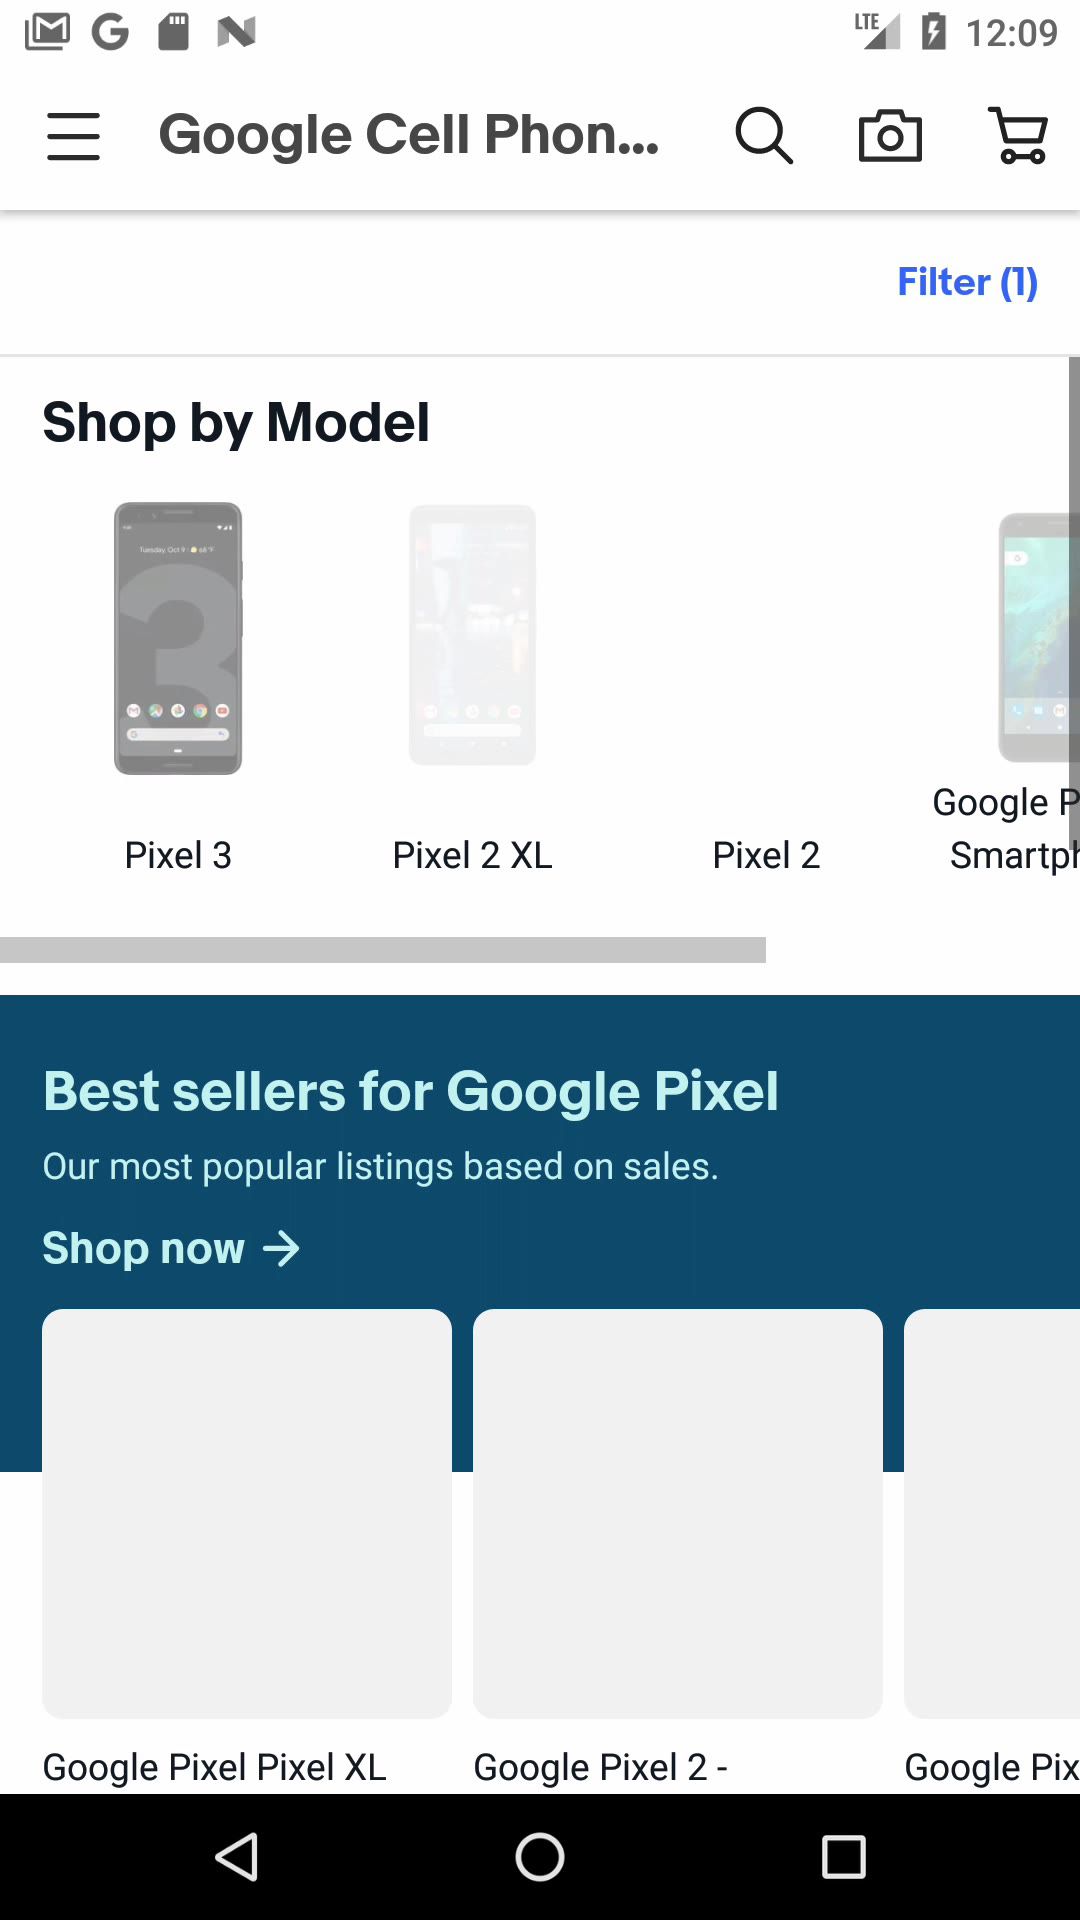 LTE 12:09
Google Cell Phon...
Filter (1)
Shop by Model
Tuesday, Oct 9 68°F
Pixel 3
Pixel 2 XL
Pixel 2
Google P
Smartph
Best sellers for Google Pixel
Our most popular listings based on sales.
Shop now
Google Pixel Pixel XL
Google Pixel 2 -
Google Pix